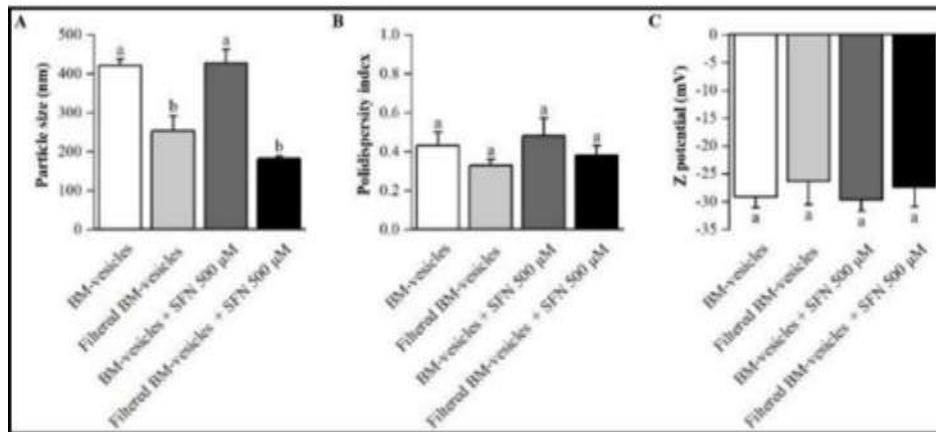 A
Particle size (nm)
500
400
300
200
100
0
a
b
a
b
BM-vesicles
Filtered BM-vesicles
BM-vesicles + SFN 500 µM
Filtered BM-vesicles + SFN 500 µM
B
Polidispersity index
1.0
0.8
0.6
0.4
0.2
0.0
a
a
a
a
BM-vesicles
Filtered BM-vesicles
BM-vesicles + SFN 500 µM
Filtered BM-vesicles + SFN 500 µM
C
Z potential (mV)
0
-5
-10
-15
-20
-25
-30
-35
a
a
a
a
BM-vesicles
Filtered BM-vesicles
BM-vesicles + SFN 500 µM
Filtered BM-vesicles + SFN 500 µM